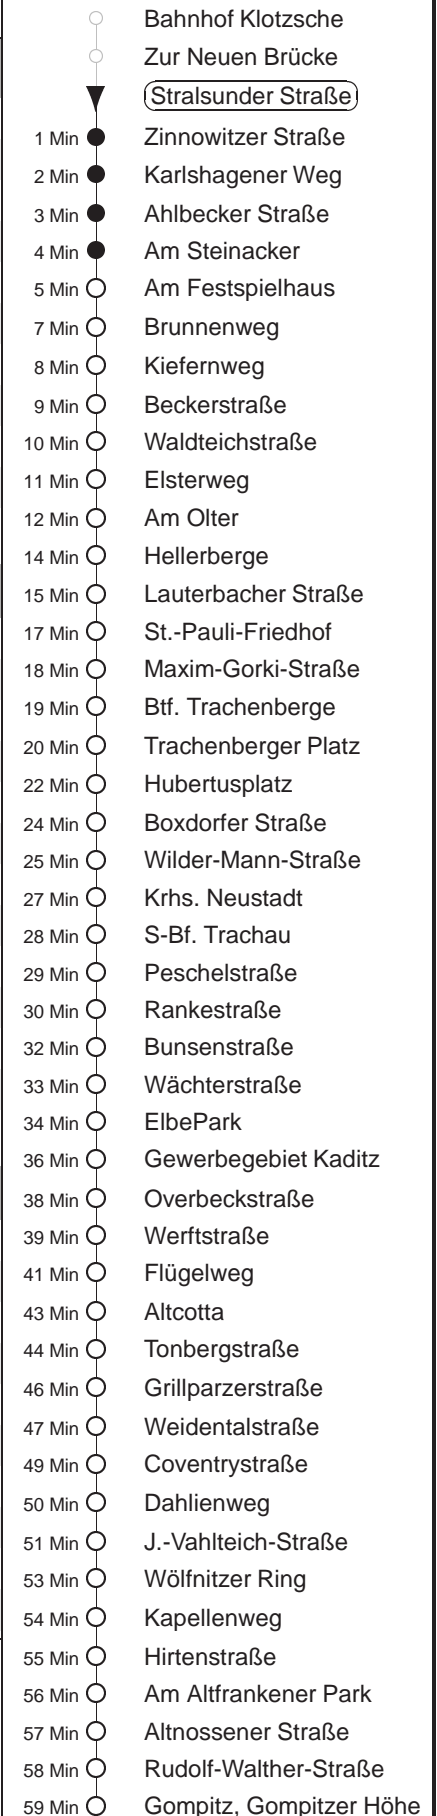 Bahnhof Klotzsche
Zur Neuen Brücke
Stralsunder Straße
1 Min Zinnowitzer Straße
2 Min Karlshagener Weg
3 Min Ahlbecker Straße
4 Min Am Steinacker
5 Min Am Festspielhaus
7 Min Brunnenweg
8 Min Kiefernweg
9 Min Beckerstraße
10 Min Waldteichstraße
11 Min Elsterweg
12 Min Am Olter
14 Min Hellerberge
15 Min Lauterbacher Straße
17 Min St.-Pauli-Friedhof
18 Min Maxim-Gorki-Straße
19 Min Btf. Trachenberge
20 Min Trachenberger Platz
22 Min Hubertusplatz
24 Min Boxdorfer Straße
25 Min Wilder-Mann-Straße
27 Min Krhs. Neustadt
28 Min S-Bf. Trachau
29 Min Peschelstraße
30 Min Rankestraße
32 Min Bunsenstraße
33 Min Wächterstraße
34 Min ElbePark
36 Min Gewerbegebiet Kaditz
38 Min Overbeckstraße
39 Min Werftstraße
41 Min Flügelweg
43 Min Altcotta
44 Min Tonbergstraße
46 Min Grillparzerstraße
47 Min Weidentalstraße
49 Min Coventrystraße
50 Min Dahlienweg
51 Min J.-Vahlteich-Straße
53 Min Wölfnitzer Ring
54 Min Kapellenweg
55 Min Hirtenstraße
56 Min Am Altfrankener Park
57 Min Altnossener Straße
58 Min Rudolf-Walther-Straße
59 Min Gompitz, Gompitzer Höhe